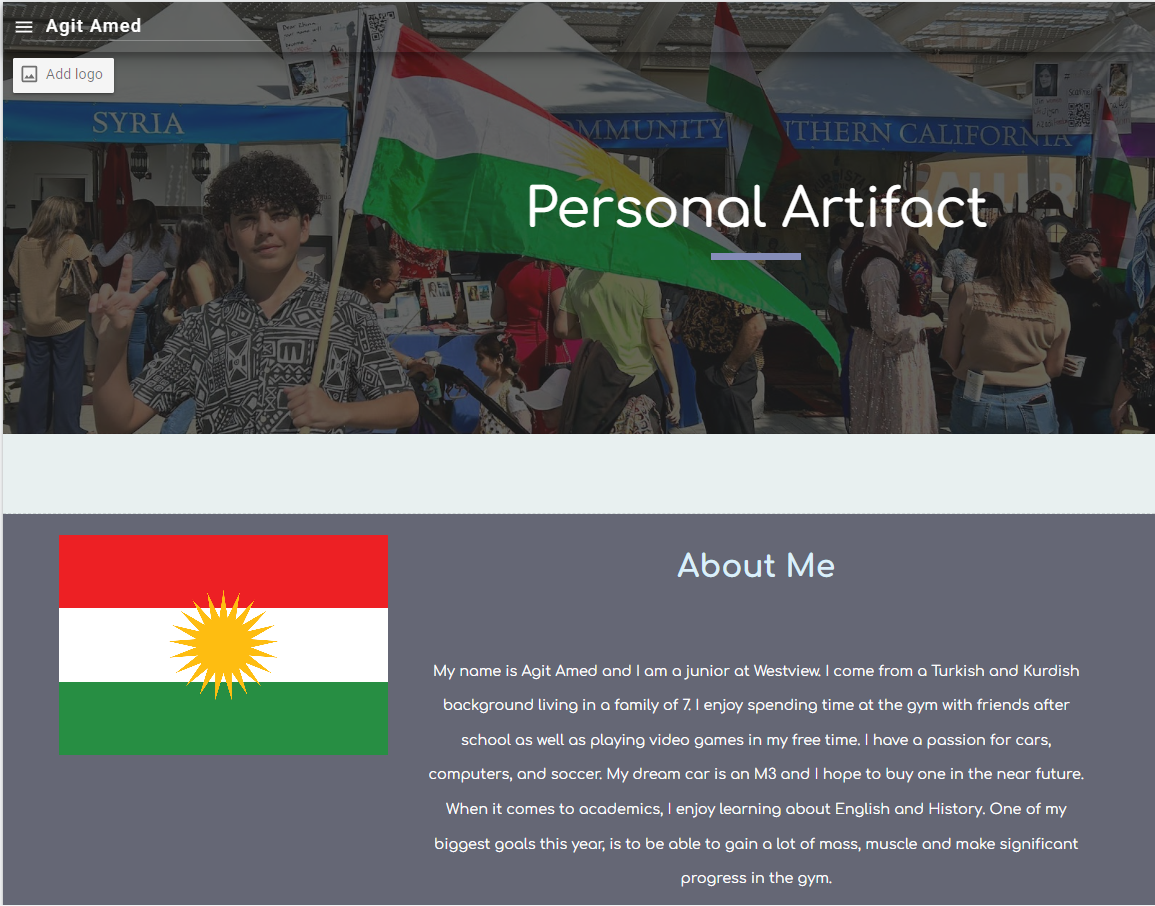 Agit Amed
Add logo
SYRIA
COMMUNITY
THERN CALIFORNIA
Personal Artifact
About Me
My name is Agit Amed and I am a junior at Westview. I come from a Turkish and Kurdish
background living in a family of 7. I enjoy spending time at the gym with friends after
school as well as playing video games in my free time. I have a passion for cars,
computers, and soccer. My dream car is an M3 and I hope to buy one in the near future.
When it comes to academics, I enjoy learning about English and History. One of my
biggest goals this year, is to be able to gain a lot of mass, muscle and make significant
progress in the gym.